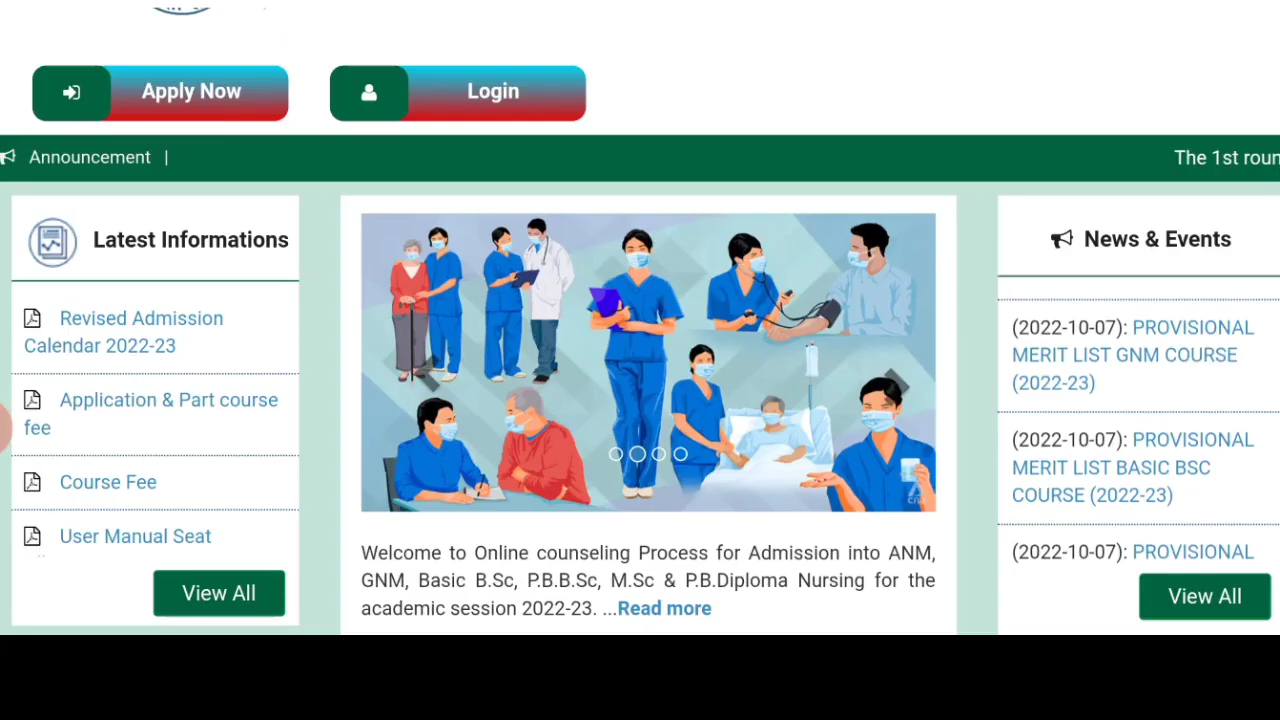 Apply Now
Login
Announcement |
The 1st roun
Latest Informations
Revised Admission
Calendar 2022-23
Application & Part course
fee
Course Fee
User Manual Seat
View All
Welcome to Online counseling Process for Admission into ANM,
GNM, Basic B.Sc, P.B.B.Sc, M.Sc & P.B.Diploma Nursing for the
academic session 2022-23. ...Read more
News & Events
(2022-10-07): PROVISIONAL
MERIT LIST GNM COURSE
(2022-23)
(2022-10-07): PROVISIONAL
MERIT LIST BASIC BSC
COURSE (2022-23)
(2022-10-07): PROVISIONAL
View All